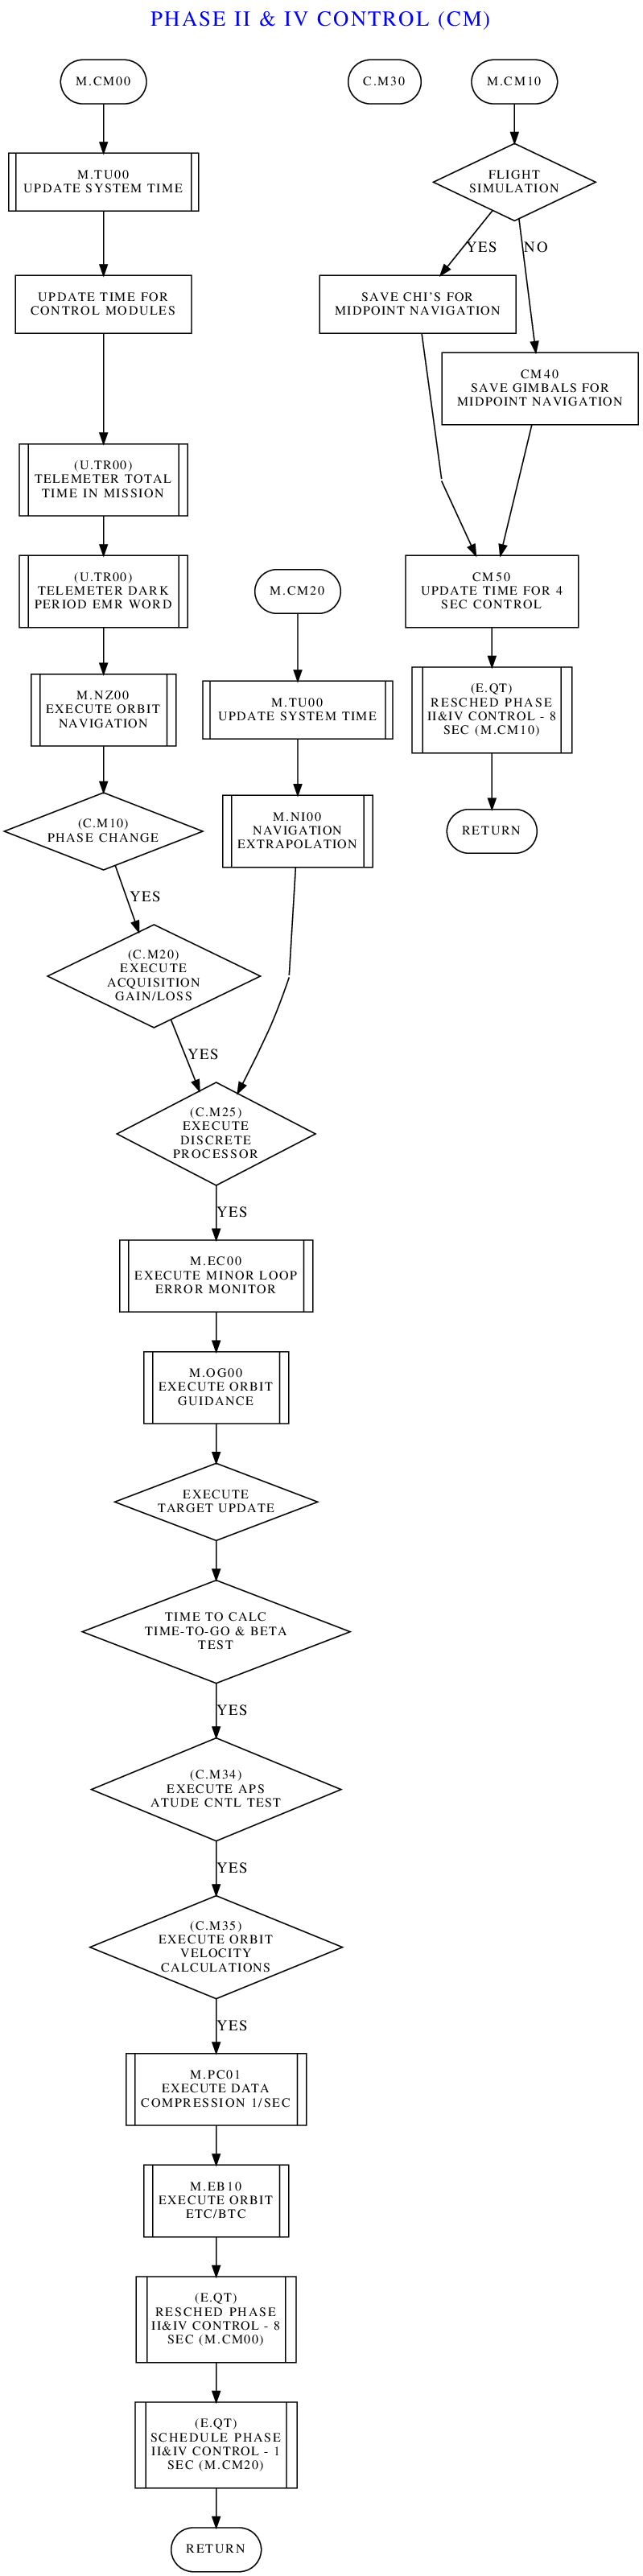 PHASE II & IV CONTROL (CM)
M.CM00
C.M30
M.CM10
M.TU00
UPDATE SYSTEM TIME
FLIGHT
SIMULATION
YES
NO
UPDATE TIME FOR
CONTROL MODULES
SAVE CHI'S FOR
MIDPOINT NAVIGATION
CM40
SAVE GIMBALS FOR
MIDPOINT NAVIGATION
(U.TR00)
TELEMETER TOTAL
TIME IN MISSION
(U.TR00)
TELEMETER DARK
PERIOD EMR WORD
M.CM20
CM50
UPDATE TIME FOR 4
SEC CONTROL
M.NZ00
EXECUTE ORBIT
NAVIGATION
M.TU00
UPDATE SYSTEM TIME
(E.QT)
RESCHED PHASE
II&IV CONTROL - 8
SEC (M.CM10)
(C.M10)
PHASE CHANGE
M.NI00
NAVIGATION
EXTRAPOLATION
RETURN
YES
(C.M20)
EXECUTE
ACQUISITION
GAIN/LOSS
YES
(C.M25)
EXECUTE
DISCRETE
PROCESSOR
YES
M.EC00
EXECUTE MINOR LOOP
ERROR MONITOR
M.OG00
EXECUTE ORBIT
GUIDANCE
EXECUTE
TARGET UPDATE
TIME TO CALC
TIME-TO-GO & BETA
TEST
YES
(C.M34)
EXECUTE APS
ATUDE CNTL TEST
YES
(C.M35)
EXECUTE ORBIT
VELOCITY
CALCULATIONS
YES
M.PC01
EXECUTE DATA
COMPRESSION 1/SEC
M.EB10
EXECUTE ORBIT
ETC/BTC
(E.QT)
RESCHED PHASE
II&IV CONTROL - 8
SEC (M.CM00)
(E.QT)
SCHEDULE PHASE
II&IV CONTROL - 1
SEC (M.CM20)
RETURN